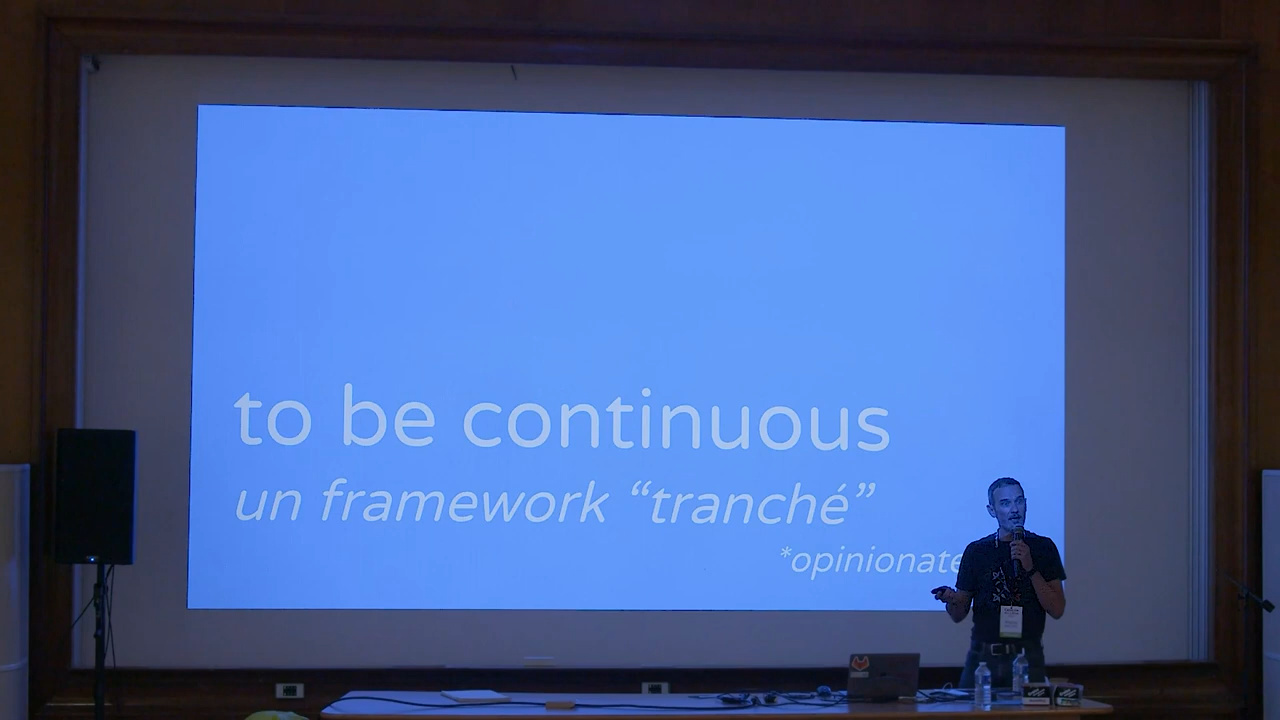 to be continuous
un framework “tranché”
*opinionate